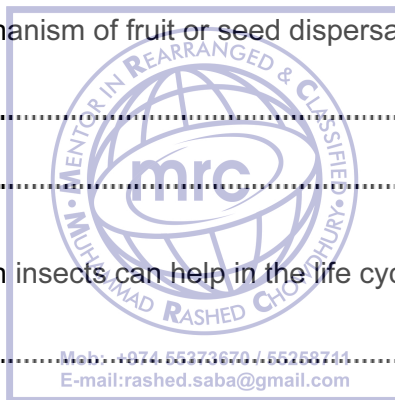 hanism of fruit or seed dispersa
MENTOR IN REARRANGED & CLASSIFIED
mrc
MUHAMMAD RASHED CHOWDHURY
n insects can help in the life cyc
Mob: +974 55373670 / 55258711
E-mail:rashed.saba@gmail.com